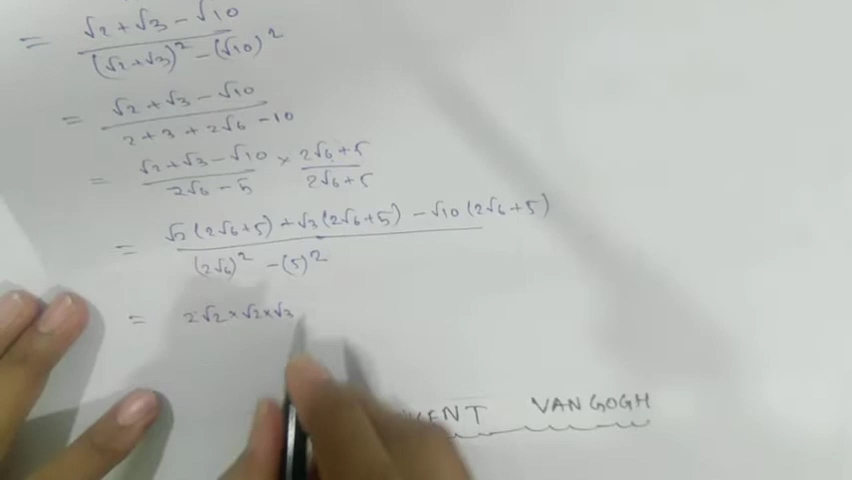 = √2 + √3 - √10 / (√2+√3)² - (√10)²
= √2 + √3 - √10 / 2 + 3 + 2√6 - 10
= √2 + √3 - √10 / 2√6 - 5 × 2√6 + 5 / 2√6 + 5
= √2 (2√6 + 5) + √3 (2√6 + 5) - √10 (2√6 + 5) / (2√6)² - (5)²
= 2√2 × √2 × √3
VANGOGH